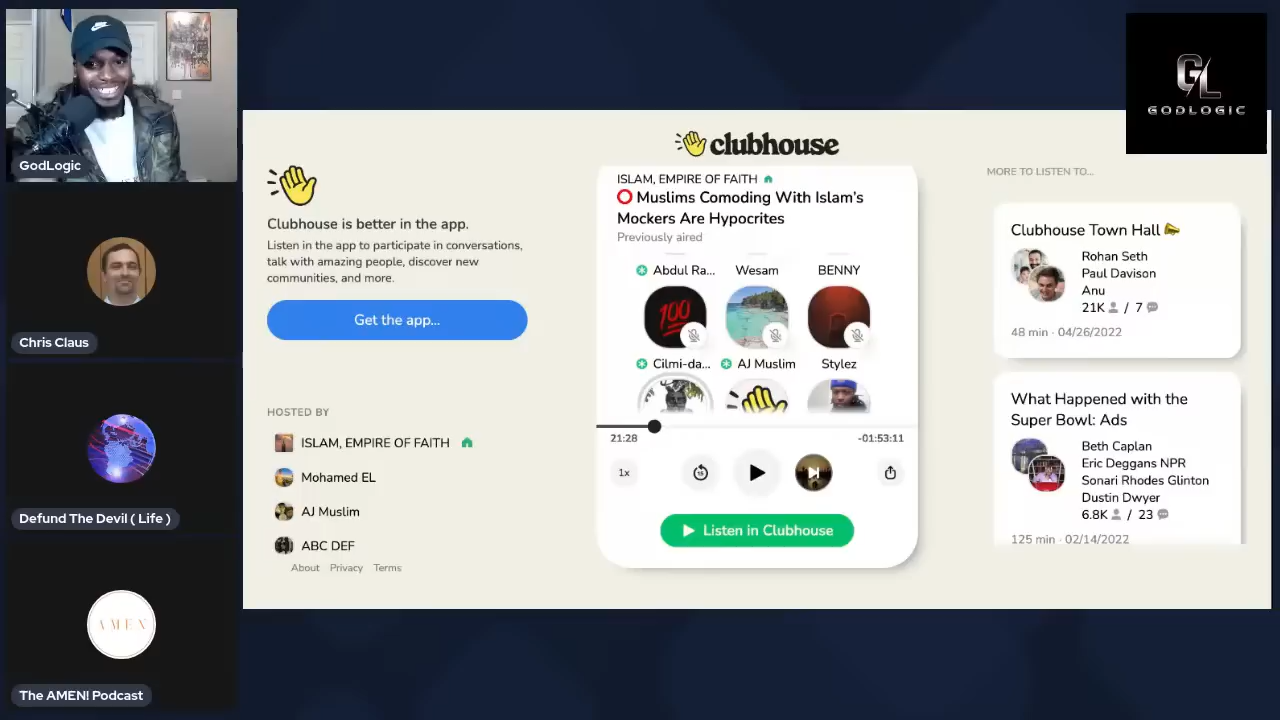 GodLogic
Chris Claus
Defund The Devil ( Life )
AMEN
The AMEN! Podcast
GL
GODLOGIC
Clubhouse is better in the app.
Listen in the app to participate in conversations,
talk with amazing people, discover new
communities, and more.
Get the app...
HOSTED BY
ISLAM, EMPIRE OF FAITH
Mohamed EL
AJ Muslim
ABC DEF
About Privacy Terms
clubhouse
ISLAM, EMPIRE OF FAITH
⭕ Muslims Comoding With Islam's
Mockers Are Hypocrites
Previously aired
Abdul Ra... Wesam BENNY
100
Cilmi-da... AJ Muslim Stylez
21:28 -01:53:11
1x
15
Listen in Clubhouse
MORE TO LISTEN TO...
Clubhouse Town Hall
Rohan Seth
Paul Davison
Anu
21K / 7
48 min · 04/26/2022
What Happened with the
Super Bowl: Ads
Beth Caplan
Eric Deggans NPR
Sonari Rhodes Glinton
Dustin Dwyer
6.8K / 23
125 min · 02/14/2022